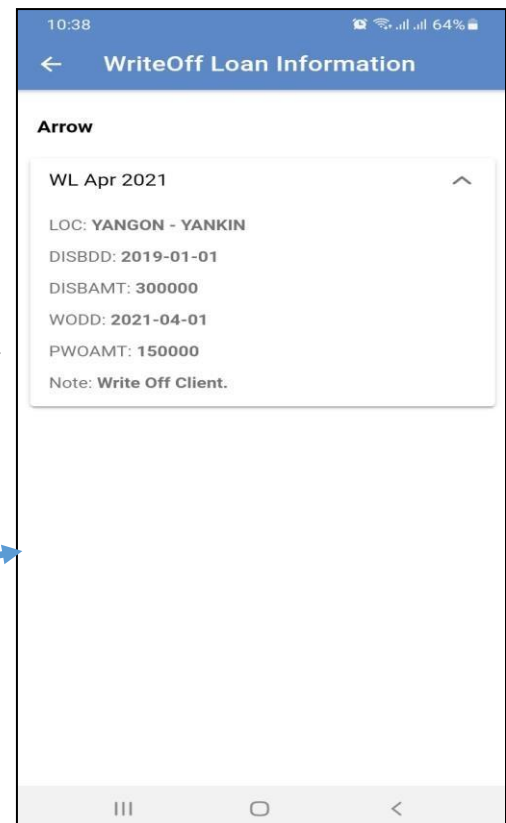 10:38 64%
WriteOff Loan Information
Arrow
WL Apr 2021
LOC: YANGON - YANKIN
DISBDD: 2019-01-01
DISBAMT: 300000
WODD: 2021-04-01
PWOAMT: 150000
Note: Write Off Client.